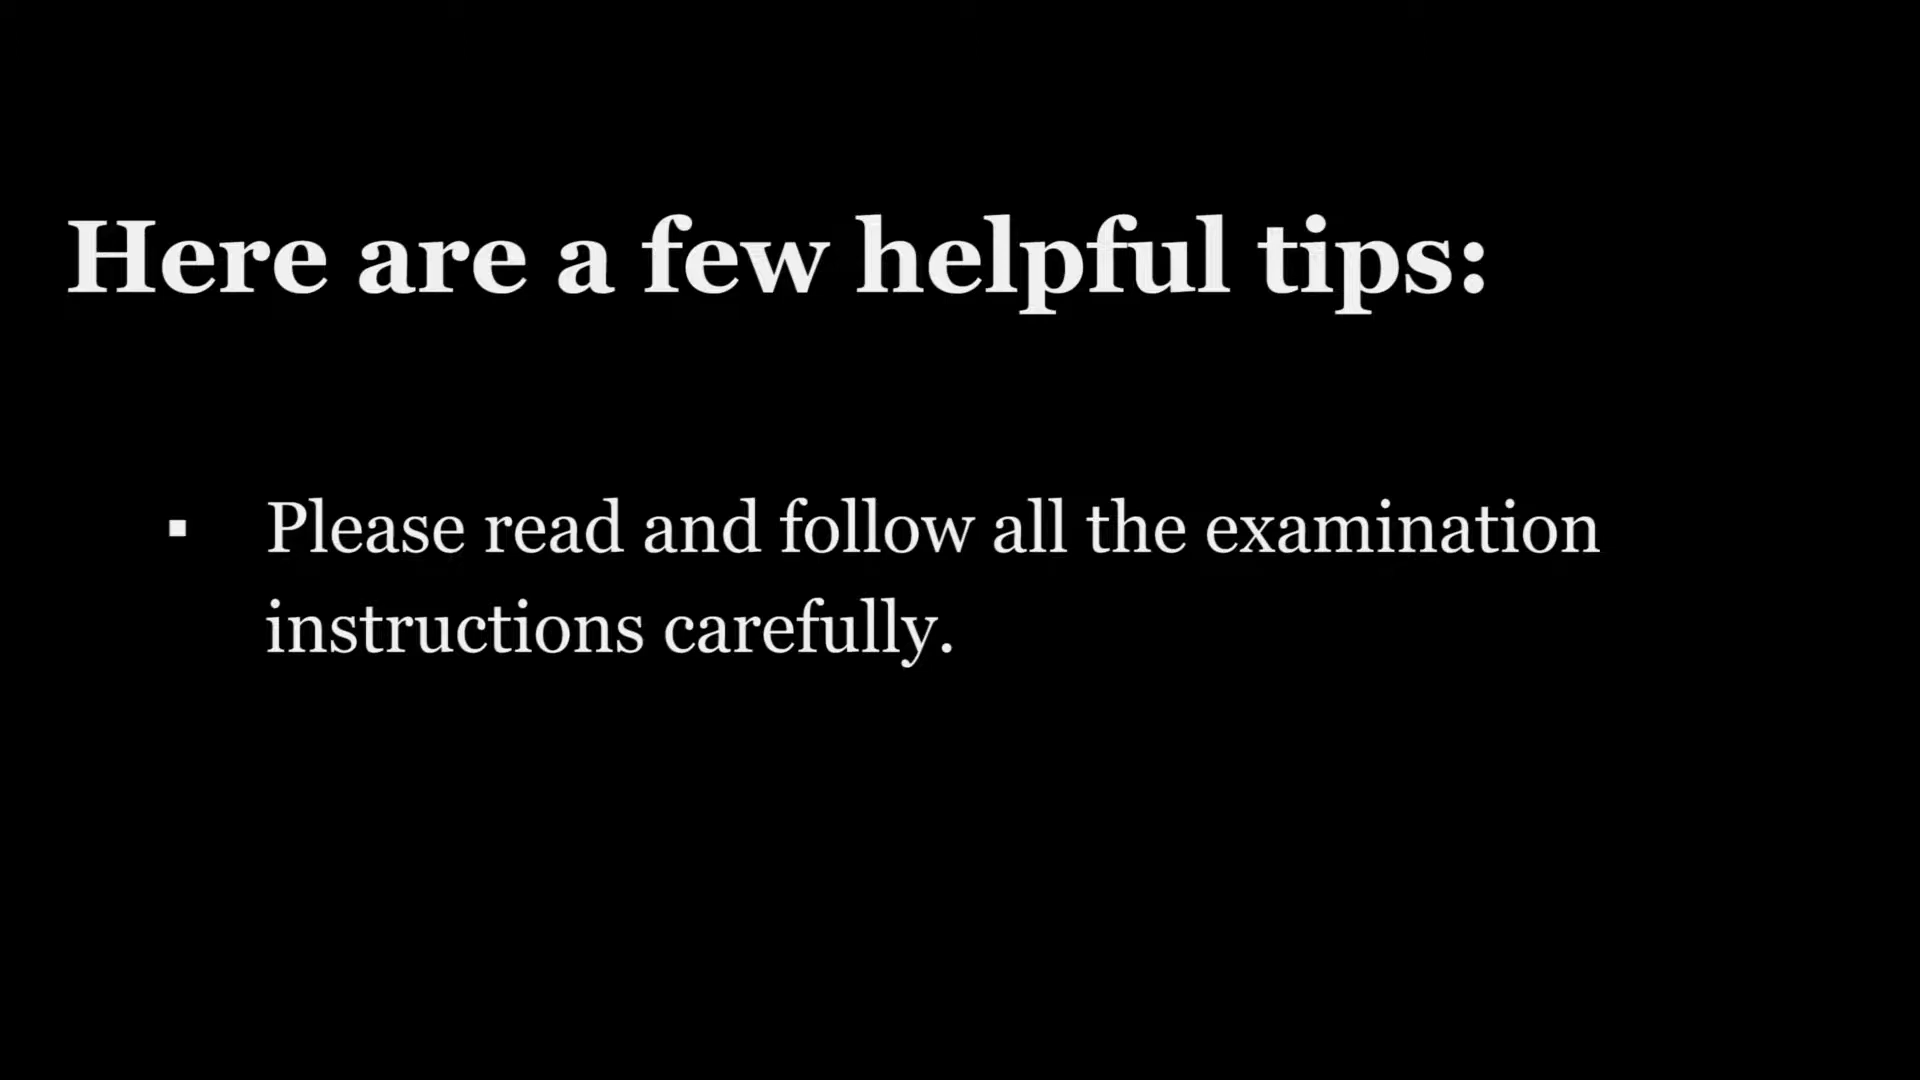 Here are a few helpful tips:
▪ Please read and follow all the examination
instructions carefully.